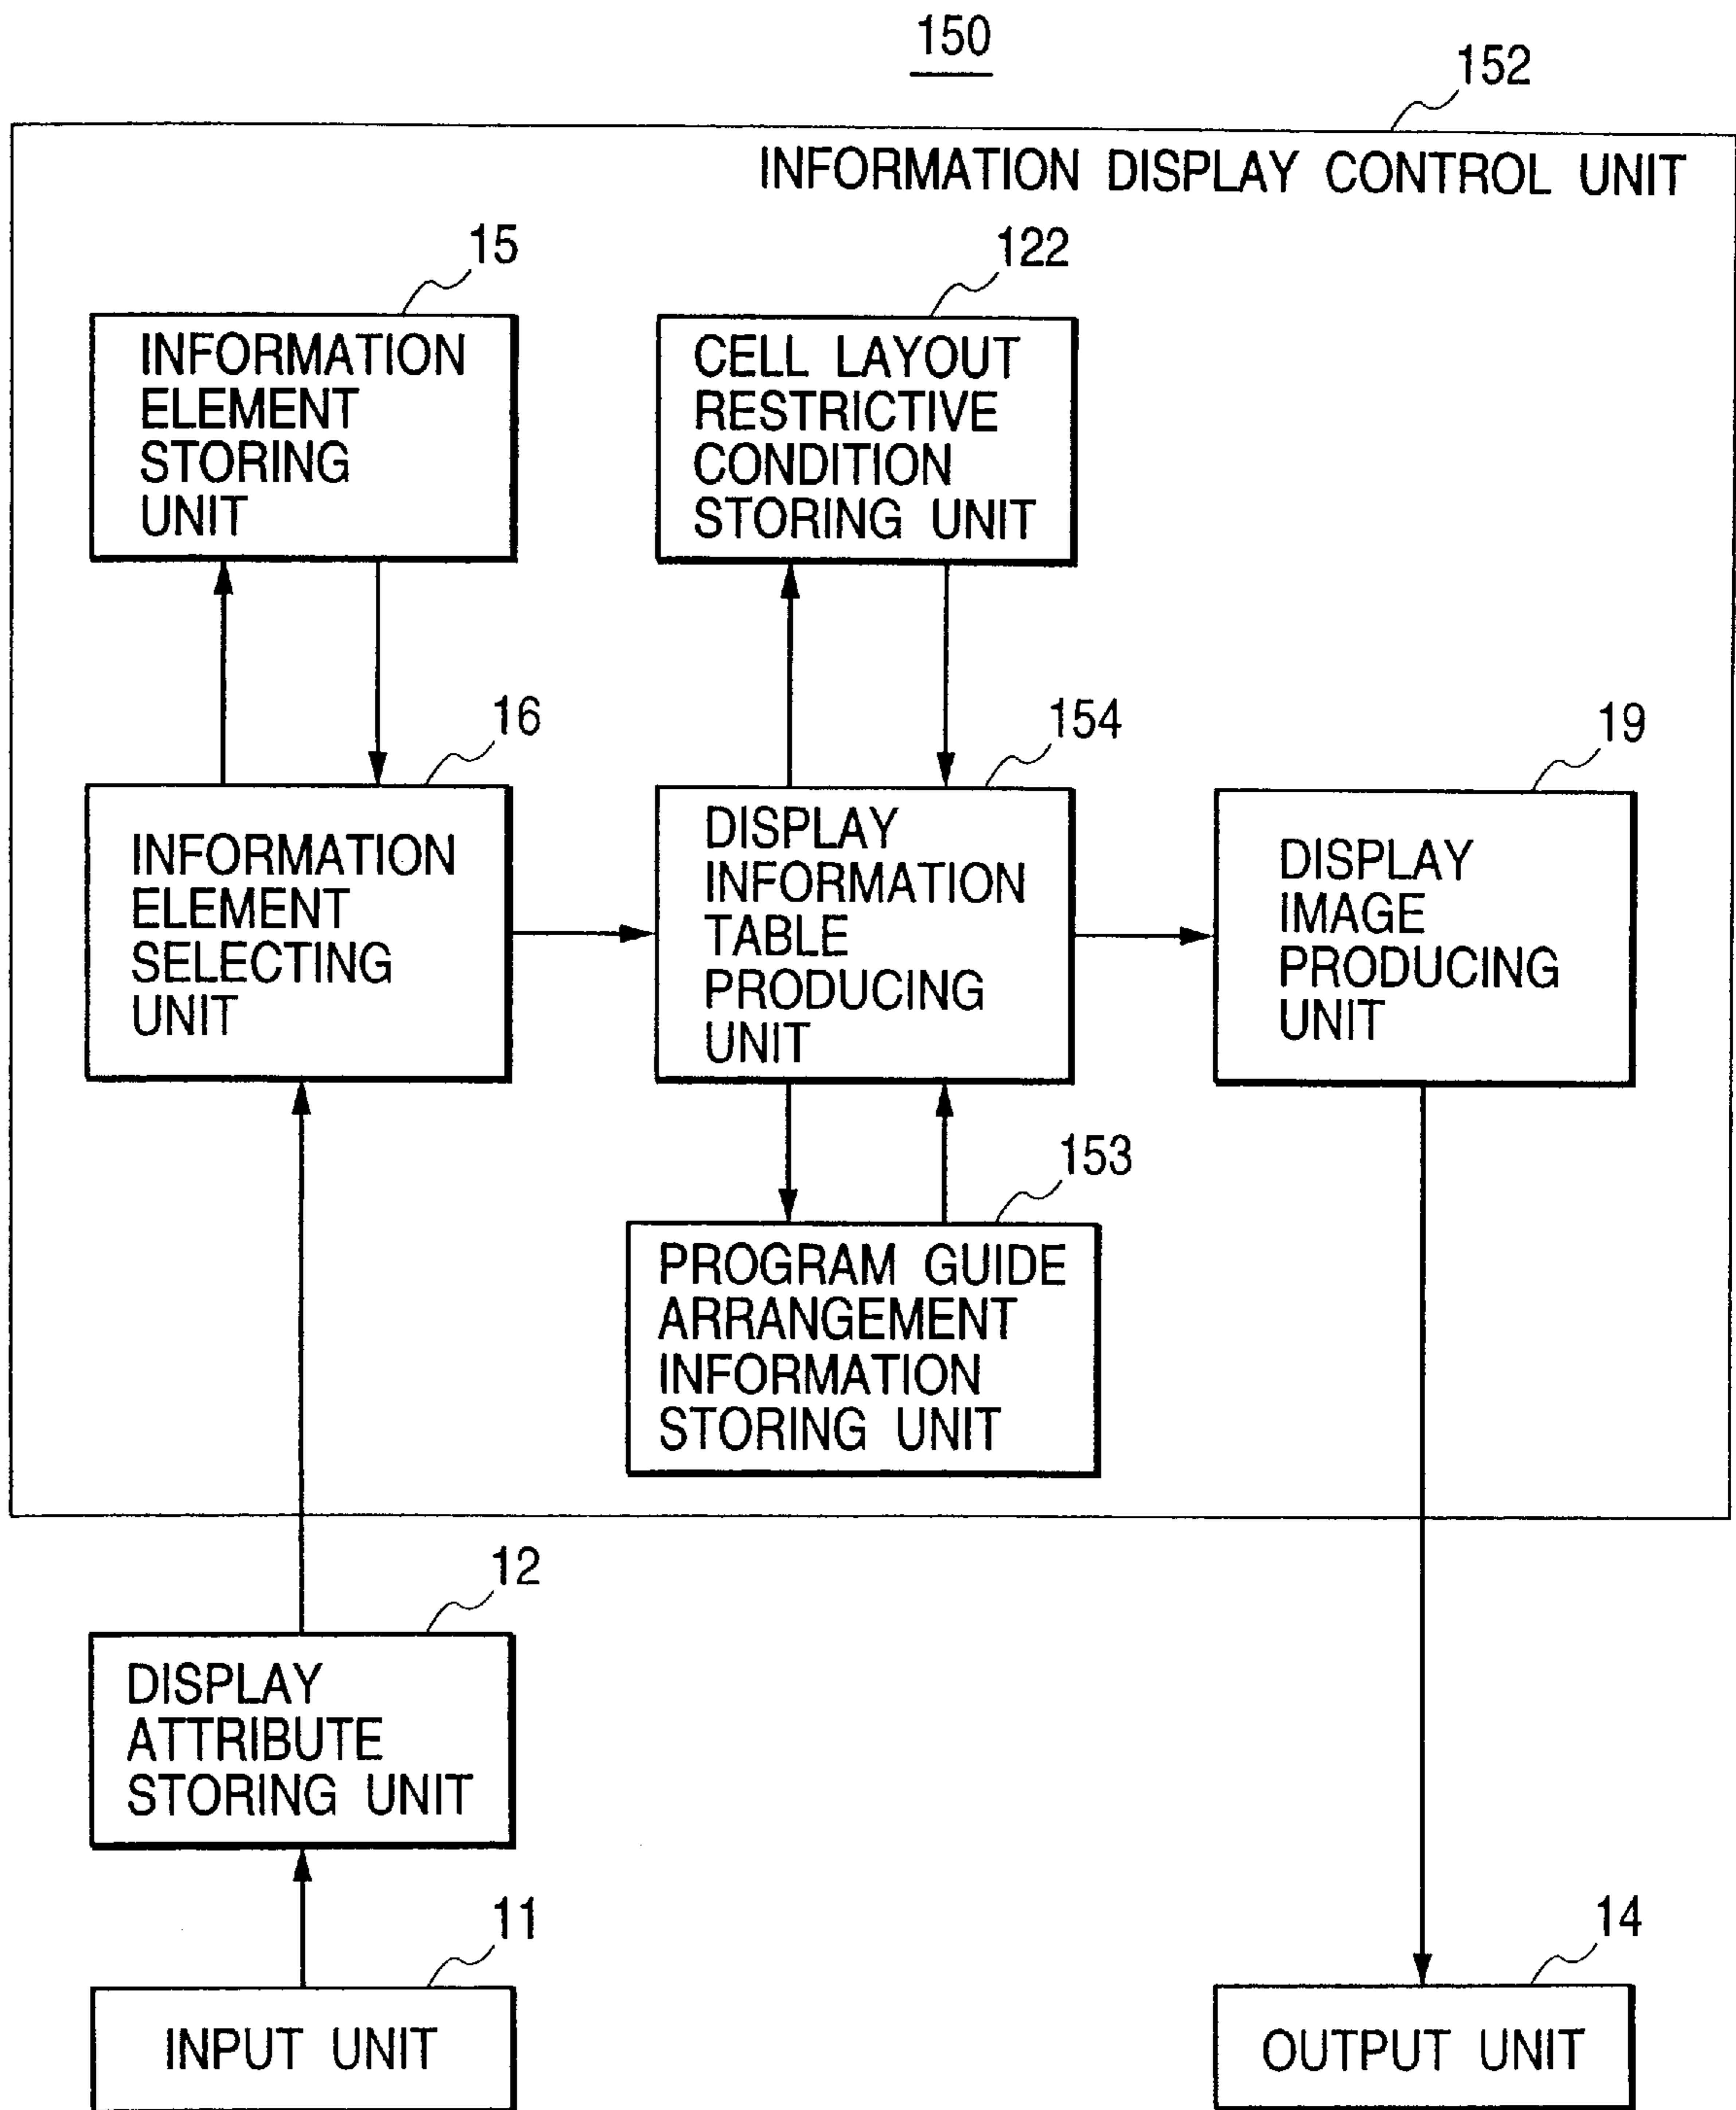 150
152
INFORMATION DISPLAY CONTROL UNIT
15
INFORMATION
ELEMENT
STORING
UNIT
122
CELL LAYOUT
RESTRICTIVE
CONDITION
STORING UNIT
16
INFORMATION
ELEMENT
SELECTING
UNIT
154
DISPLAY
INFORMATION
TABLE
PRODUCING
UNIT
19
DISPLAY
IMAGE
PRODUCING
UNIT
153
PROGRAM GUIDE
ARRANGEMENT
INFORMATION
STORING UNIT
12
DISPLAY
ATTRIBUTE
STORING UNIT
11
INPUT UNIT
14
OUTPUT UNIT